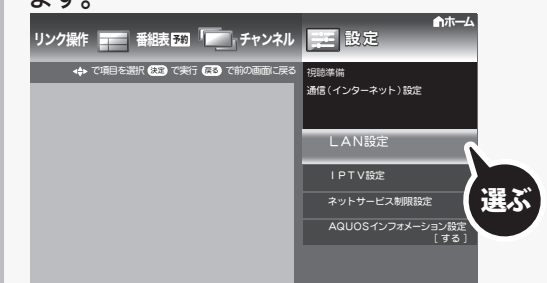 ます。
ホーム
リンク操作 番組表 予約 チャンネル 設定
で項目を選択 決定 で実行 戻る で前の画面に戻る
視聴準備
通信(インターネット)設定
LAN設定
IPTV設定
ネットサービス制限設定
AQUOSインフォメーション設定
[する]
選ぶ